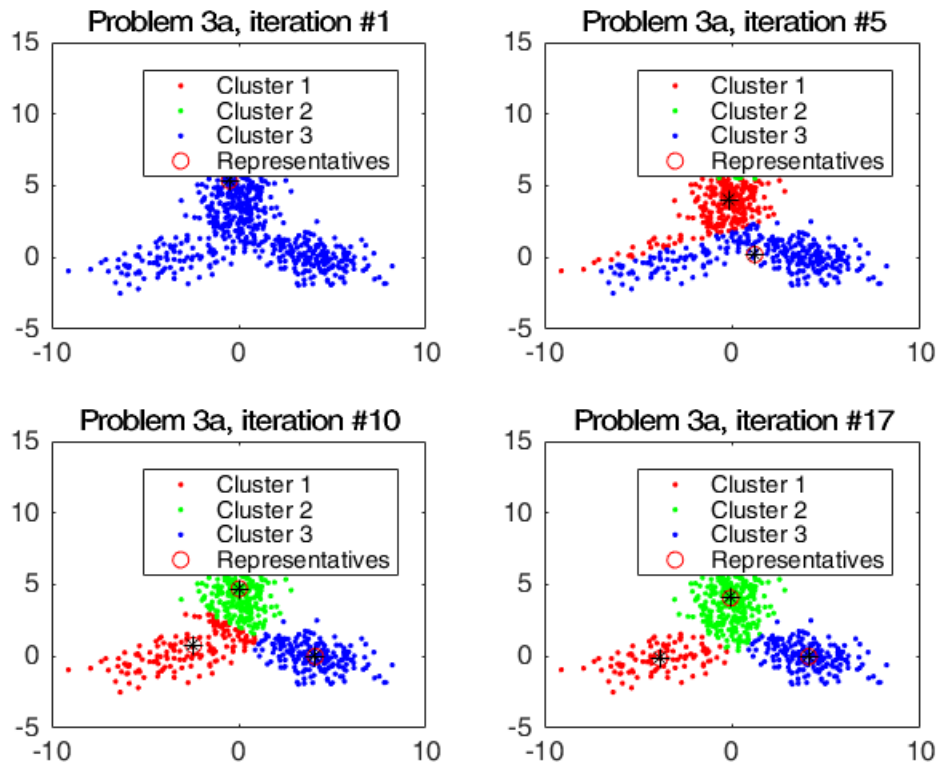 Problem 3a, iteration #1
15
10
5
0
-5
-10
0
10
Cluster 1
Cluster 2
Cluster 3
Representatives
Problem 3a, iteration #5
15
10
5
0
-5
-10
0
10
Cluster 1
Cluster 2
Cluster 3
Representatives
Problem 3a, iteration #10
15
10
5
0
-5
-10
0
10
Cluster 1
Cluster 2
Cluster 3
Representatives
Problem 3a, iteration #17
15
10
5
0
-5
-10
0
10
Cluster 1
Cluster 2
Cluster 3
Representatives